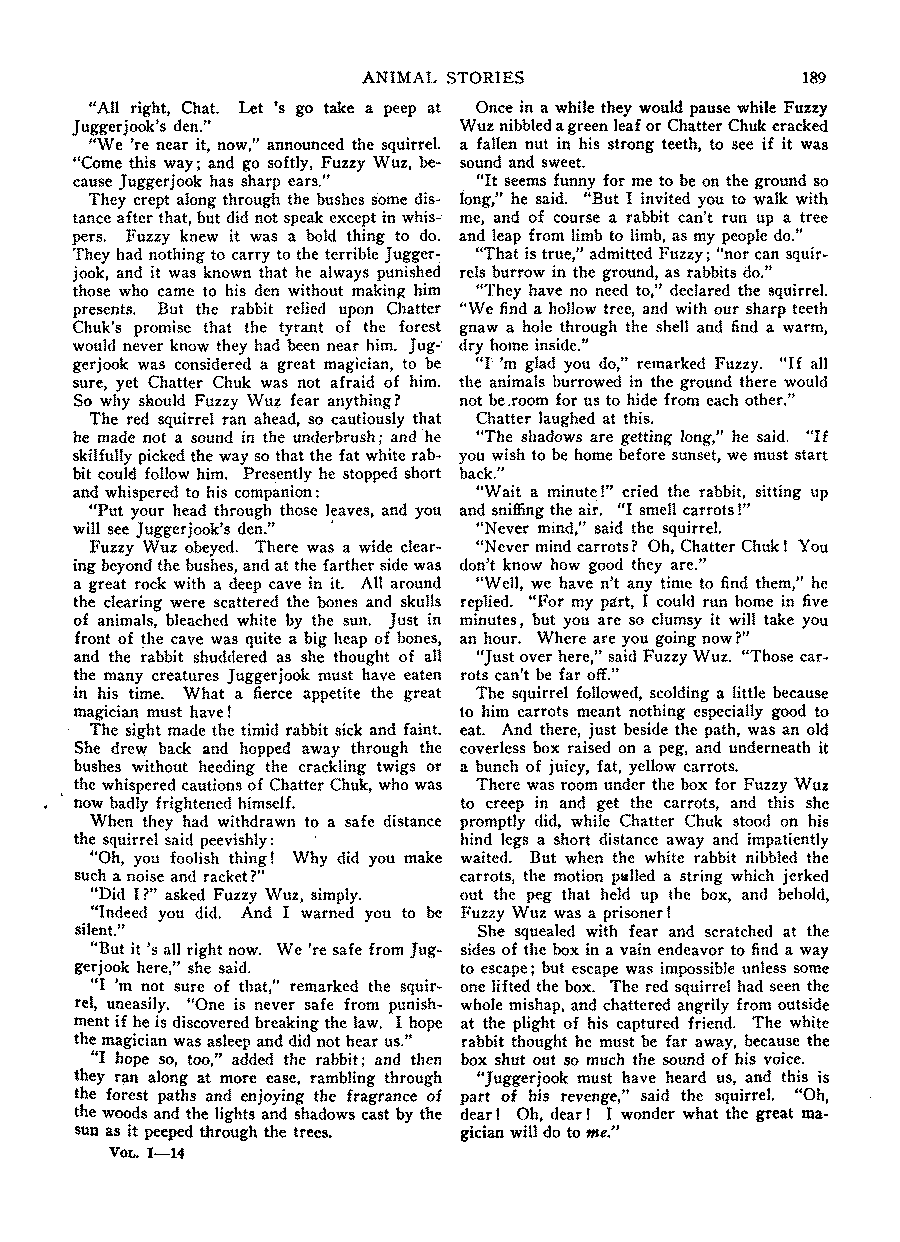 ANIMAL STORIES 189
"All right, Chat. Let 's go take a peep at
Juggerjook's den."
"We 're near it, now," announced the squirrel.
"Come this way; and go softly, Fuzzy Wuz, be-
cause Juggerjook has sharp ears."
They crept along through the bushes some dis-
tance after that, but did not speak except in whis-
pers. Fuzzy knew it was a bold thing to do.
They had nothing to carry to the terrible Jugger-
jook, and it was known that he always punished
those who came to his den without making him
presents. But the rabbit relied upon Chatter
Chuk's promise that the tyrant of the forest
would never know they had been near him. Jug-
gerjook was considered a great magician, to be
sure, yet Chatter Chuk was not afraid of him.
So why should Fuzzy Wuz fear anything?
The red squirrel ran ahead, so cautiously that
he made not a sound in the underbrush; and he
skilfully picked the way so that the fat white rab-
bit could follow him. Presently he stopped short
and whispered to his companion:
"Put your head through those leaves, and you
will see Juggerjook's den."
Fuzzy Wuz obeyed. There was a wide clear-
ing beyond the bushes, and at the farther side was
a great rock with a deep cave in it. All around
the clearing were scattered the bones and skulls
of animals, bleached white by the sun. Just in
front of the cave was quite a big heap of bones,
and the rabbit shuddered as she thought of all
the many creatures Juggerjook must have eaten
in his time. What a fierce appetite the great
magician must have!
The sight made the timid rabbit sick and faint.
She drew back and hopped away through the
bushes without heeding the crackling twigs or
the whispered cautions of Chatter Chuk, who was
now badly frightened himself.
When they had withdrawn to a safe distance
the squirrel said peevishly:
"Oh, you foolish thing! Why did you make
such a noise and racket?"
"Did I?" asked Fuzzy Wuz, simply.
"Indeed you did. And I warned you to be
silent."
"But it 's all right now. We 're safe from Jug-
gerjook here," she said.
"I 'm not sure of that," remarked the squir-
rel, uneasily. "One is never safe from punish-
ment if he is discovered breaking the law. I hope
the magician was asleep and did not hear us."
"I hope so, too," added the rabbit; and then
they ran along at more ease, rambling through
the forest paths and enjoying the fragrance of
the woods and the lights and shadows cast by the
sun as it peeped through the trees.
VOL. I—14
Once in a while they would pause while Fuzzy
Wuz nibbled a green leaf or Chatter Chuk cracked
a fallen nut in his strong teeth, to see if it was
sound and sweet.
"It seems funny for me to be on the ground so
long," he said. "But I invited you to walk with
me, and of course a rabbit can't run up a tree
and leap from limb to limb, as my people do."
"That is true," admitted Fuzzy; "nor can squir-
rels burrow in the ground, as rabbits do."
"They have no need to," declared the squirrel.
"We find a hollow tree, and with our sharp teeth
gnaw a hole through the shell and find a warm,
dry home inside."
"I 'm glad you do," remarked Fuzzy. "If all
the animals burrowed in the ground there would
not be room for us to hide from each other."
Chatter laughed at this.
"The shadows are getting long," he said. "If
you wish to be home before sunset, we must start
back."
"Wait a minute!" cried the rabbit, sitting up
and sniffing the air. "I smell carrots!"
"Never mind," said the squirrel.
"Never mind carrots? Oh, Chatter Chuk! You
don't know how good they are."
"Well, we have n't any time to find them," he
replied. "For my part, I could run home in five
minutes, but you are so clumsy it will take you
an hour. Where are you going now?"
"Just over here," said Fuzzy Wuz. "Those car-
rots can't be far off."
The squirrel followed, scolding a little because
to him carrots meant nothing especially good to
eat. And there, just beside the path, was an old
coverless box raised on a peg, and underneath it
a bunch of juicy, fat, yellow carrots.
There was room under the box for Fuzzy Wuz
to creep in and get the carrots, and this she
promptly did, while Chatter Chuk stood on his
hind legs a short distance away and impatiently
waited. But when the white rabbit nibbled the
carrots, the motion pulled a string which jerked
out the peg that held up the box, and behold,
Fuzzy Wuz was a prisoner!
She squealed with fear and scratched at the
sides of the box in a vain endeavor to find a way
to escape; but escape was impossible unless some
one lifted the box. The red squirrel had seen the
whole mishap, and chattered angrily from outside
at the plight of his captured friend. The white
rabbit thought he must be far away, because the
box shut out so much the sound of his voice.
"Juggerjook must have heard us, and this is
part of his revenge," said the squirrel. "Oh,
dear! Oh, dear! I wonder what the great ma-
gician will do to me."